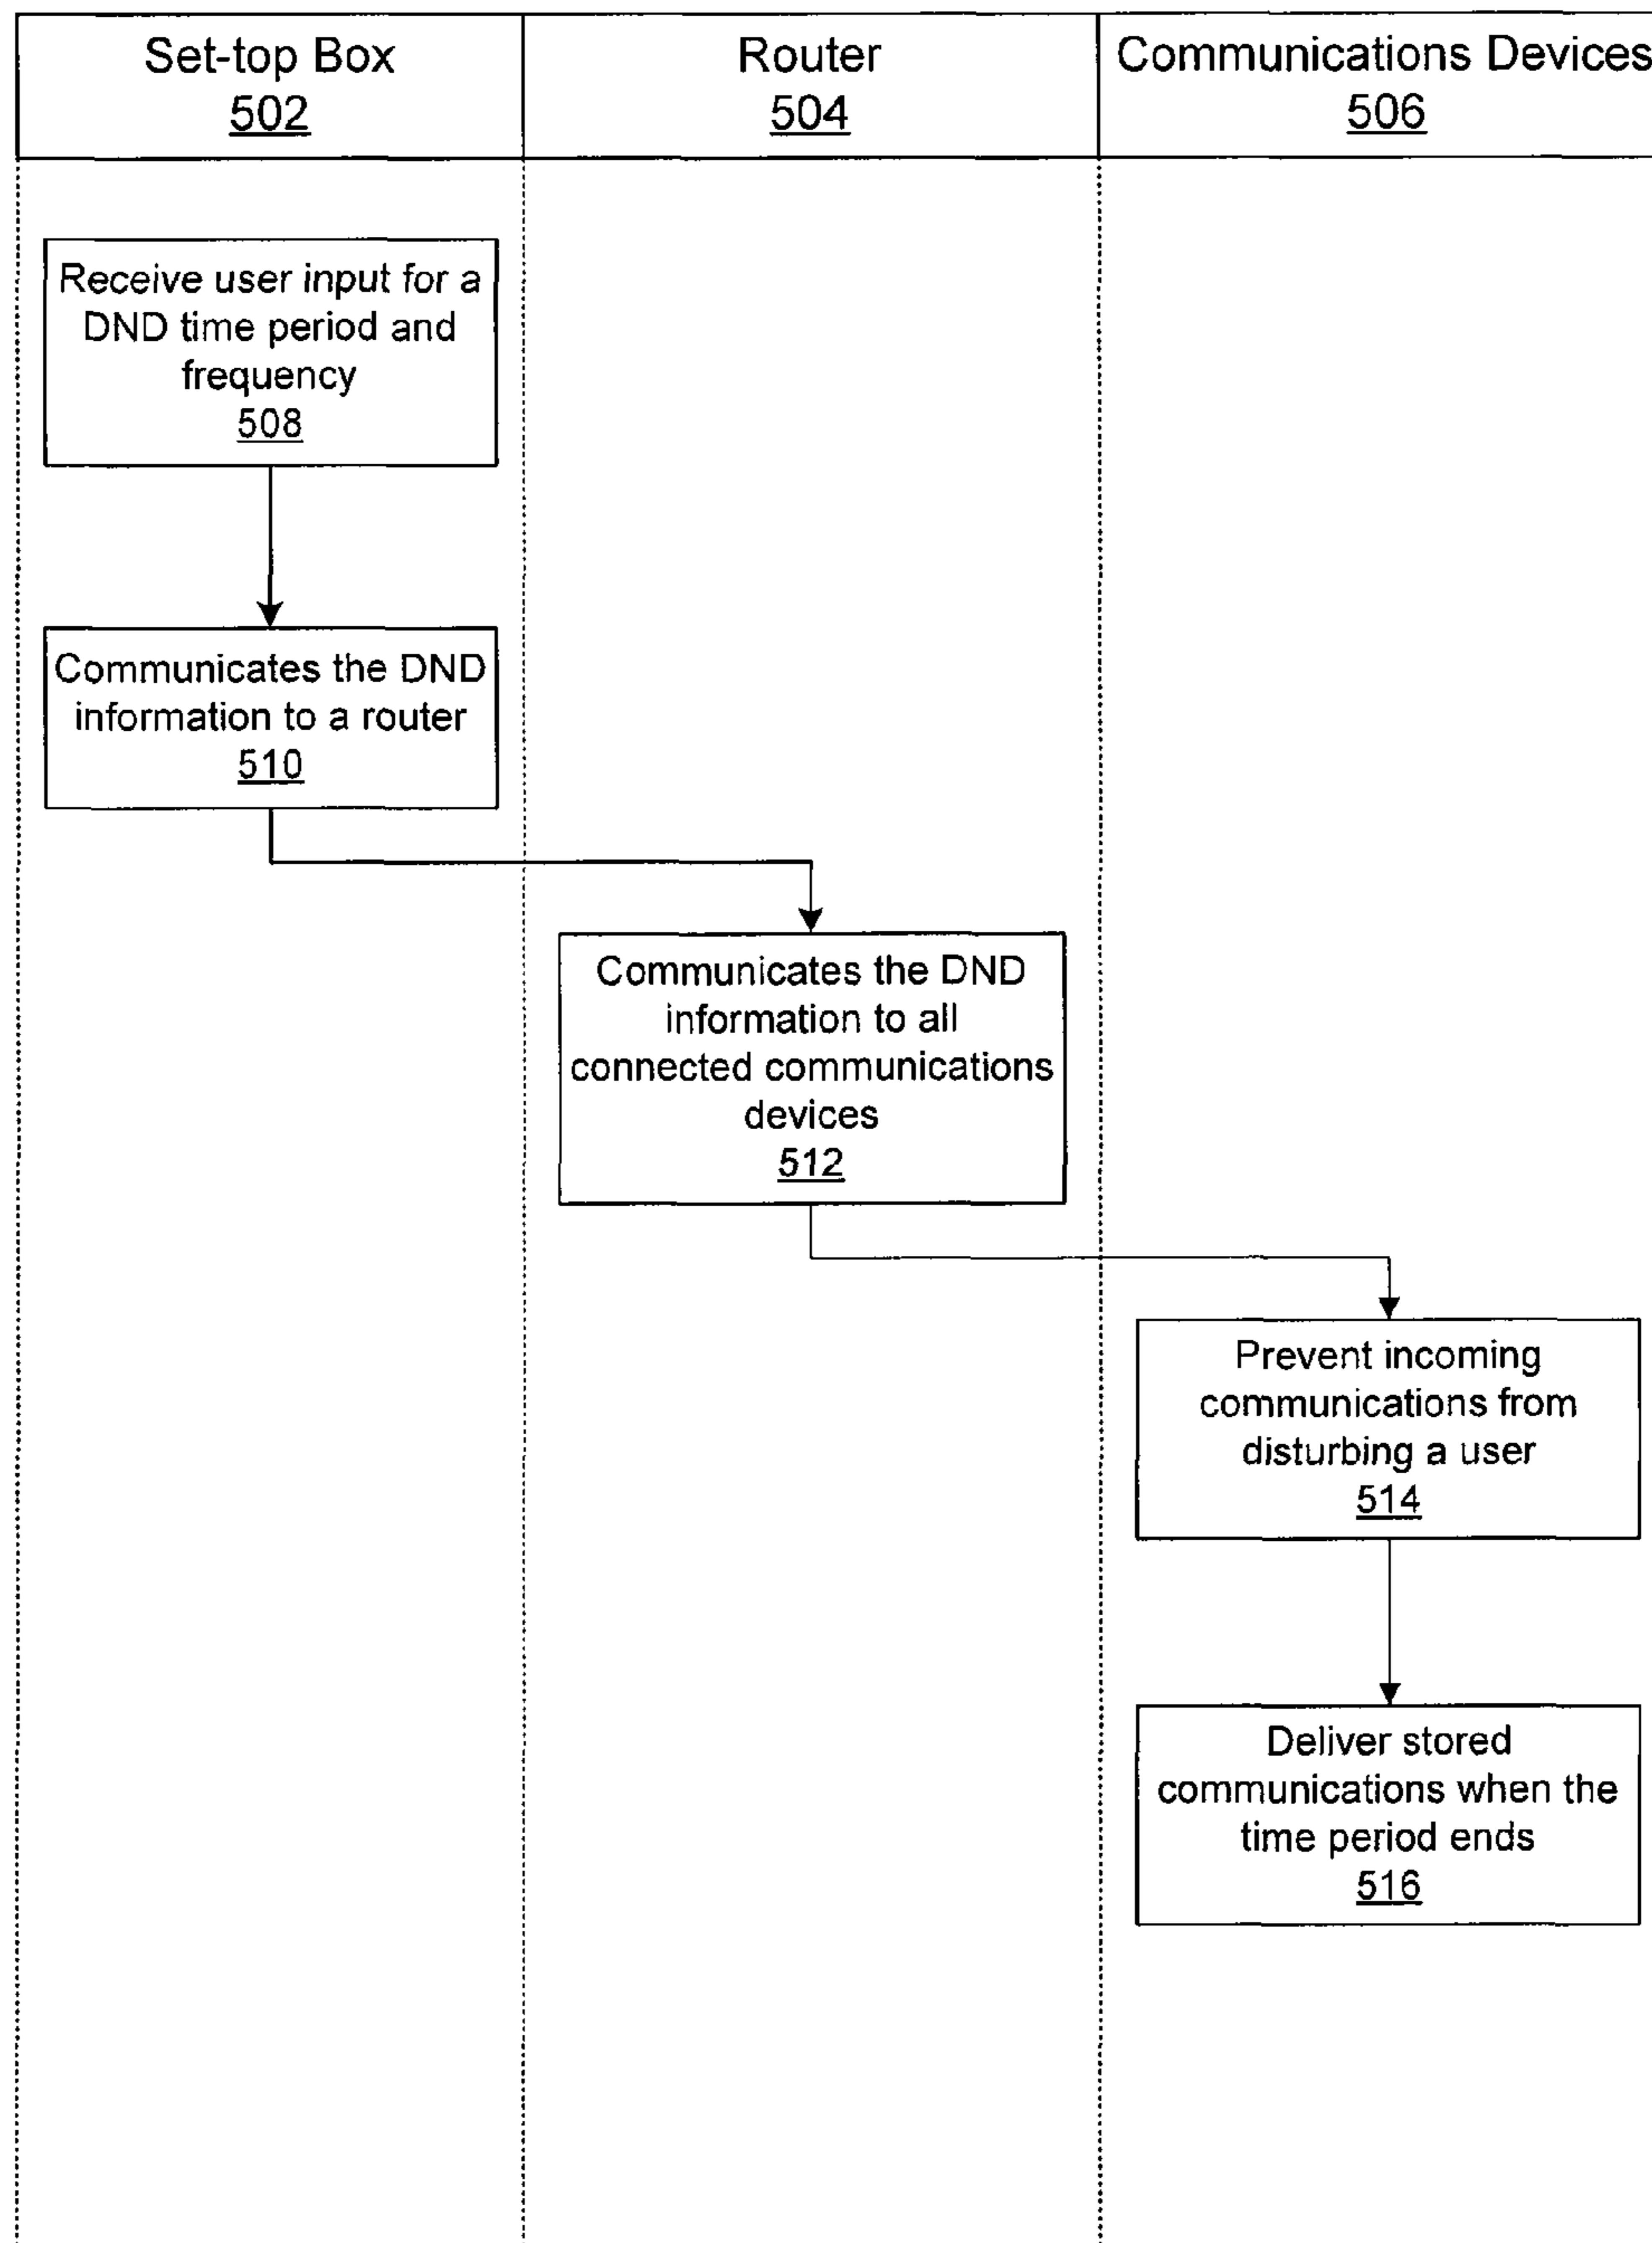 Set-top Box
502
Router
504
Communications Devices
506
Receive user input for a
DND time period and
frequency
508
Communicates the DND
information to a router
510
Communicates the DND
information to all
connected communications
devices
512
Prevent incoming
communications from
disturbing a user
514
Deliver stored
communications when the
time period ends
516